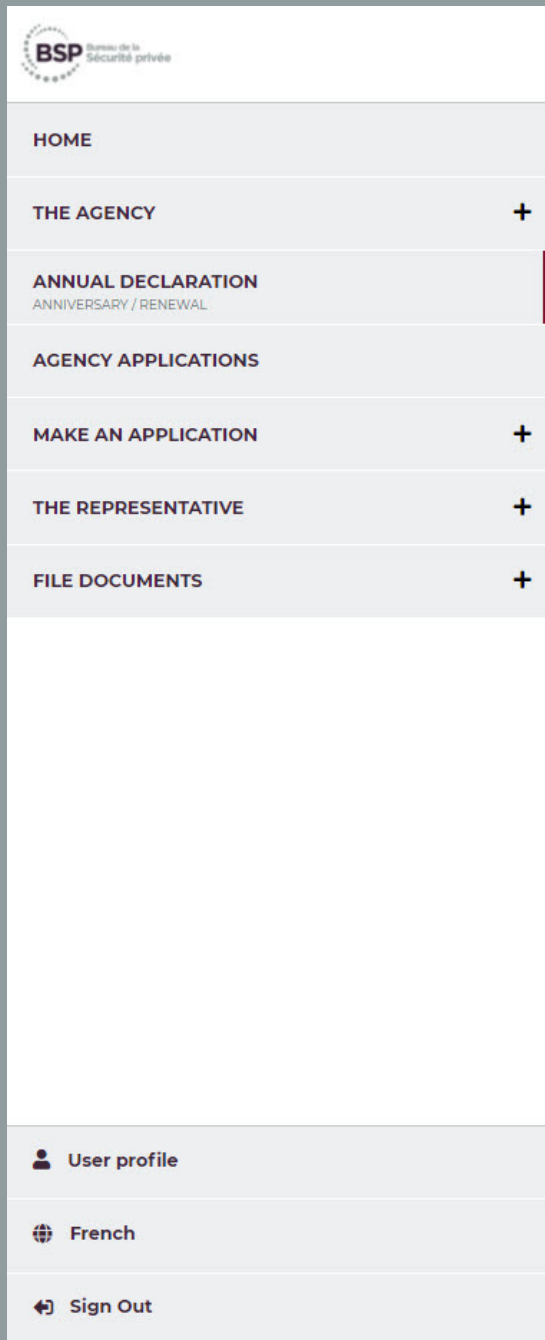 BSP Bureau de la
Sécurité privée
HOME
THE AGENCY +
ANNUAL DECLARATION
ANNIVERSARY / RENEWAL
AGENCY APPLICATIONS
MAKE AN APPLICATION +
THE REPRESENTATIVE +
FILE DOCUMENTS +
User profile
French
Sign Out